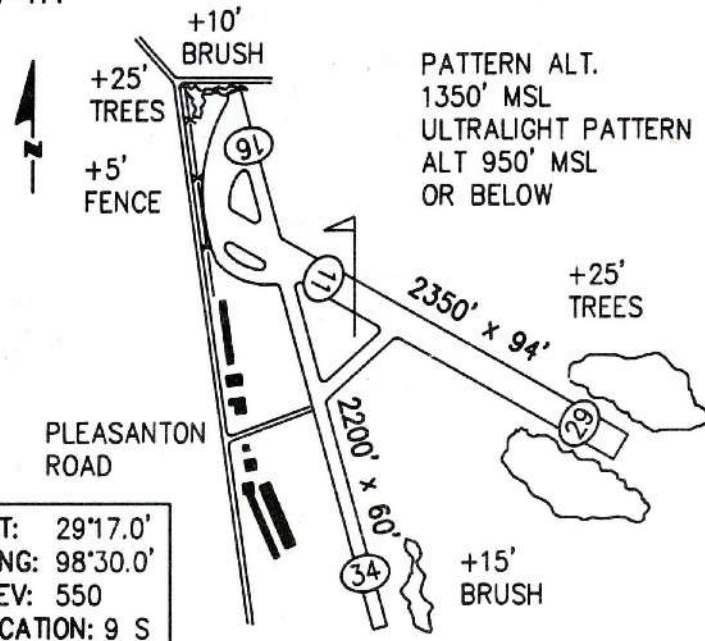 +10'
BRUSH
+25'
TREES
+5'
FENCE
N
PATTERN ALT.
1350' MSL
ULTRALIGHT PATTERN
ALT 950' MSL
OR BELOW
16
11
2350' x 94'
+25'
TREES
29
2200' x 60'
34
PLEASANTON
ROAD
+15'
BRUSH
T: 29°17.0'
NG: 98°30.0'
EV: 550
CATION: 9 S